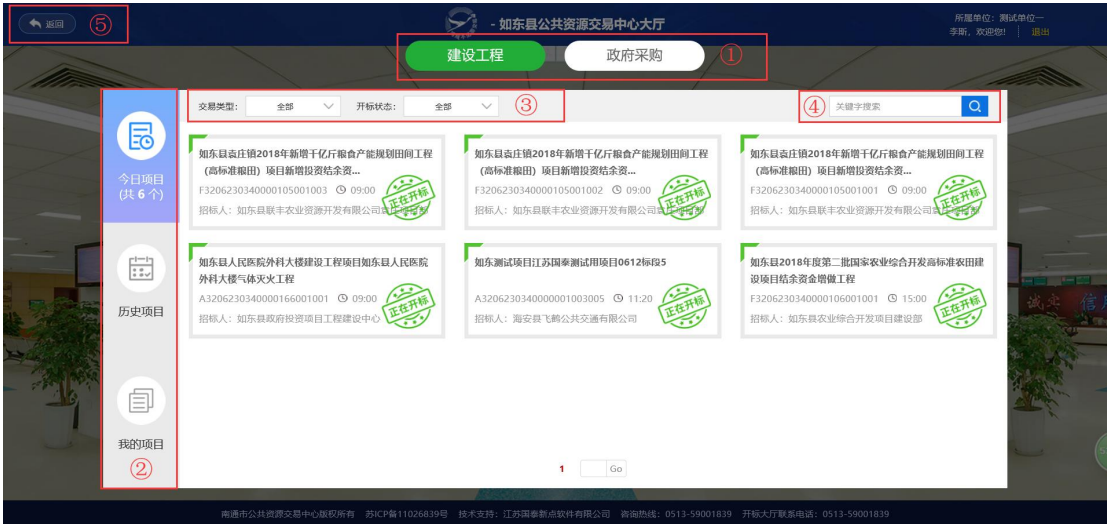 返回
⑤
- 如东县公共资源交易中心大厅
所属单位：测试单位一
李斯，欢迎您！ | 退出
建设工程
政府采购
①
交易类型： 全部
开标状态： 全部
③
④
关键字搜索
今日项目
(共 6 个)
历史项目
我的项目
②
如东县袁庄镇2018年新增千亿斤粮食产能规划田间工程
（高标准粮田）项目新增投资结余资...
F3206230340000105001003 09:00
招标人：如东县联丰农业资源开发有限公司袁庄项目部
正在开标
如东县袁庄镇2018年新增千亿斤粮食产能规划田间工程
（高标准粮田）项目新增投资结余资...
F3206230340000105001002 09:00
招标人：如东县联丰农业资源开发有限公司袁庄项目部
正在开标
如东县袁庄镇2018年新增千亿斤粮食产能规划田间工程
（高标准粮田）项目新增投资结余资...
F3206230340000105001001 09:00
招标人：如东县联丰农业资源开发有限公司袁庄项目部
正在开标
如东县人民医院外科大楼建设工程项目如东县人民医院
外科大楼气体灭火工程
A3206230340000166001001 09:00
招标人：如东县政府投资项目工程建设中心
正在开标
如东测试项目江苏国泰测试用项目0612标段5
A3206230340000001003005 11:20
招标人：海安县飞鹤公共交通有限公司
正在开标
如东县2018年度第二批国家农业综合开发高标准农田建
设项目结余资金增做工程
F3206230340000106001001 15:00
招标人：如东县农业综合开发项目建设部
正在开标
诚实 信用
1 Go
南通市公共资源交易中心版权所有 苏ICP备11026839号 技术支持：江苏国泰新点软件有限公司 咨询热线：0513-59001839 开标大厅联系电话：0513-59001839